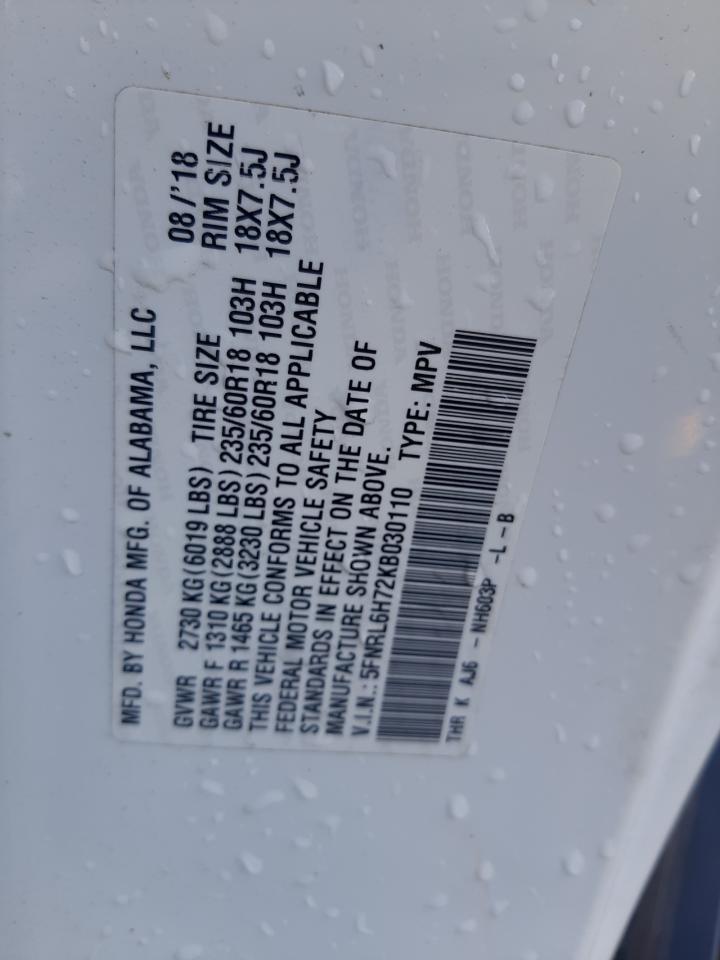 MFD. BY HONDA MFG. OF ALABAMA, LLC 08/'18
GVWR 2730 KG(6019 LBS) TIRE SIZE RIM SIZE
GAWR F 1310 KG(2888 LBS) 235/60R18 103H 18X7.5J
GAWR R 1465 KG(3230 LBS) 235/60R18 103H 18X7.5J
THIS VEHICLE CONFORMS TO ALL APPLICABLE
FEDERAL MOTOR VEHICLE SAFETY
STANDARDS IN EFFECT ON THE DATE OF
MANUFACTURE SHOWN ABOVE.
V.I.N.: 5FNRL6H72KB030110 TYPE: MPV
THR K AJ6 - NH603P -L-B
HONDA HONDA HONDA